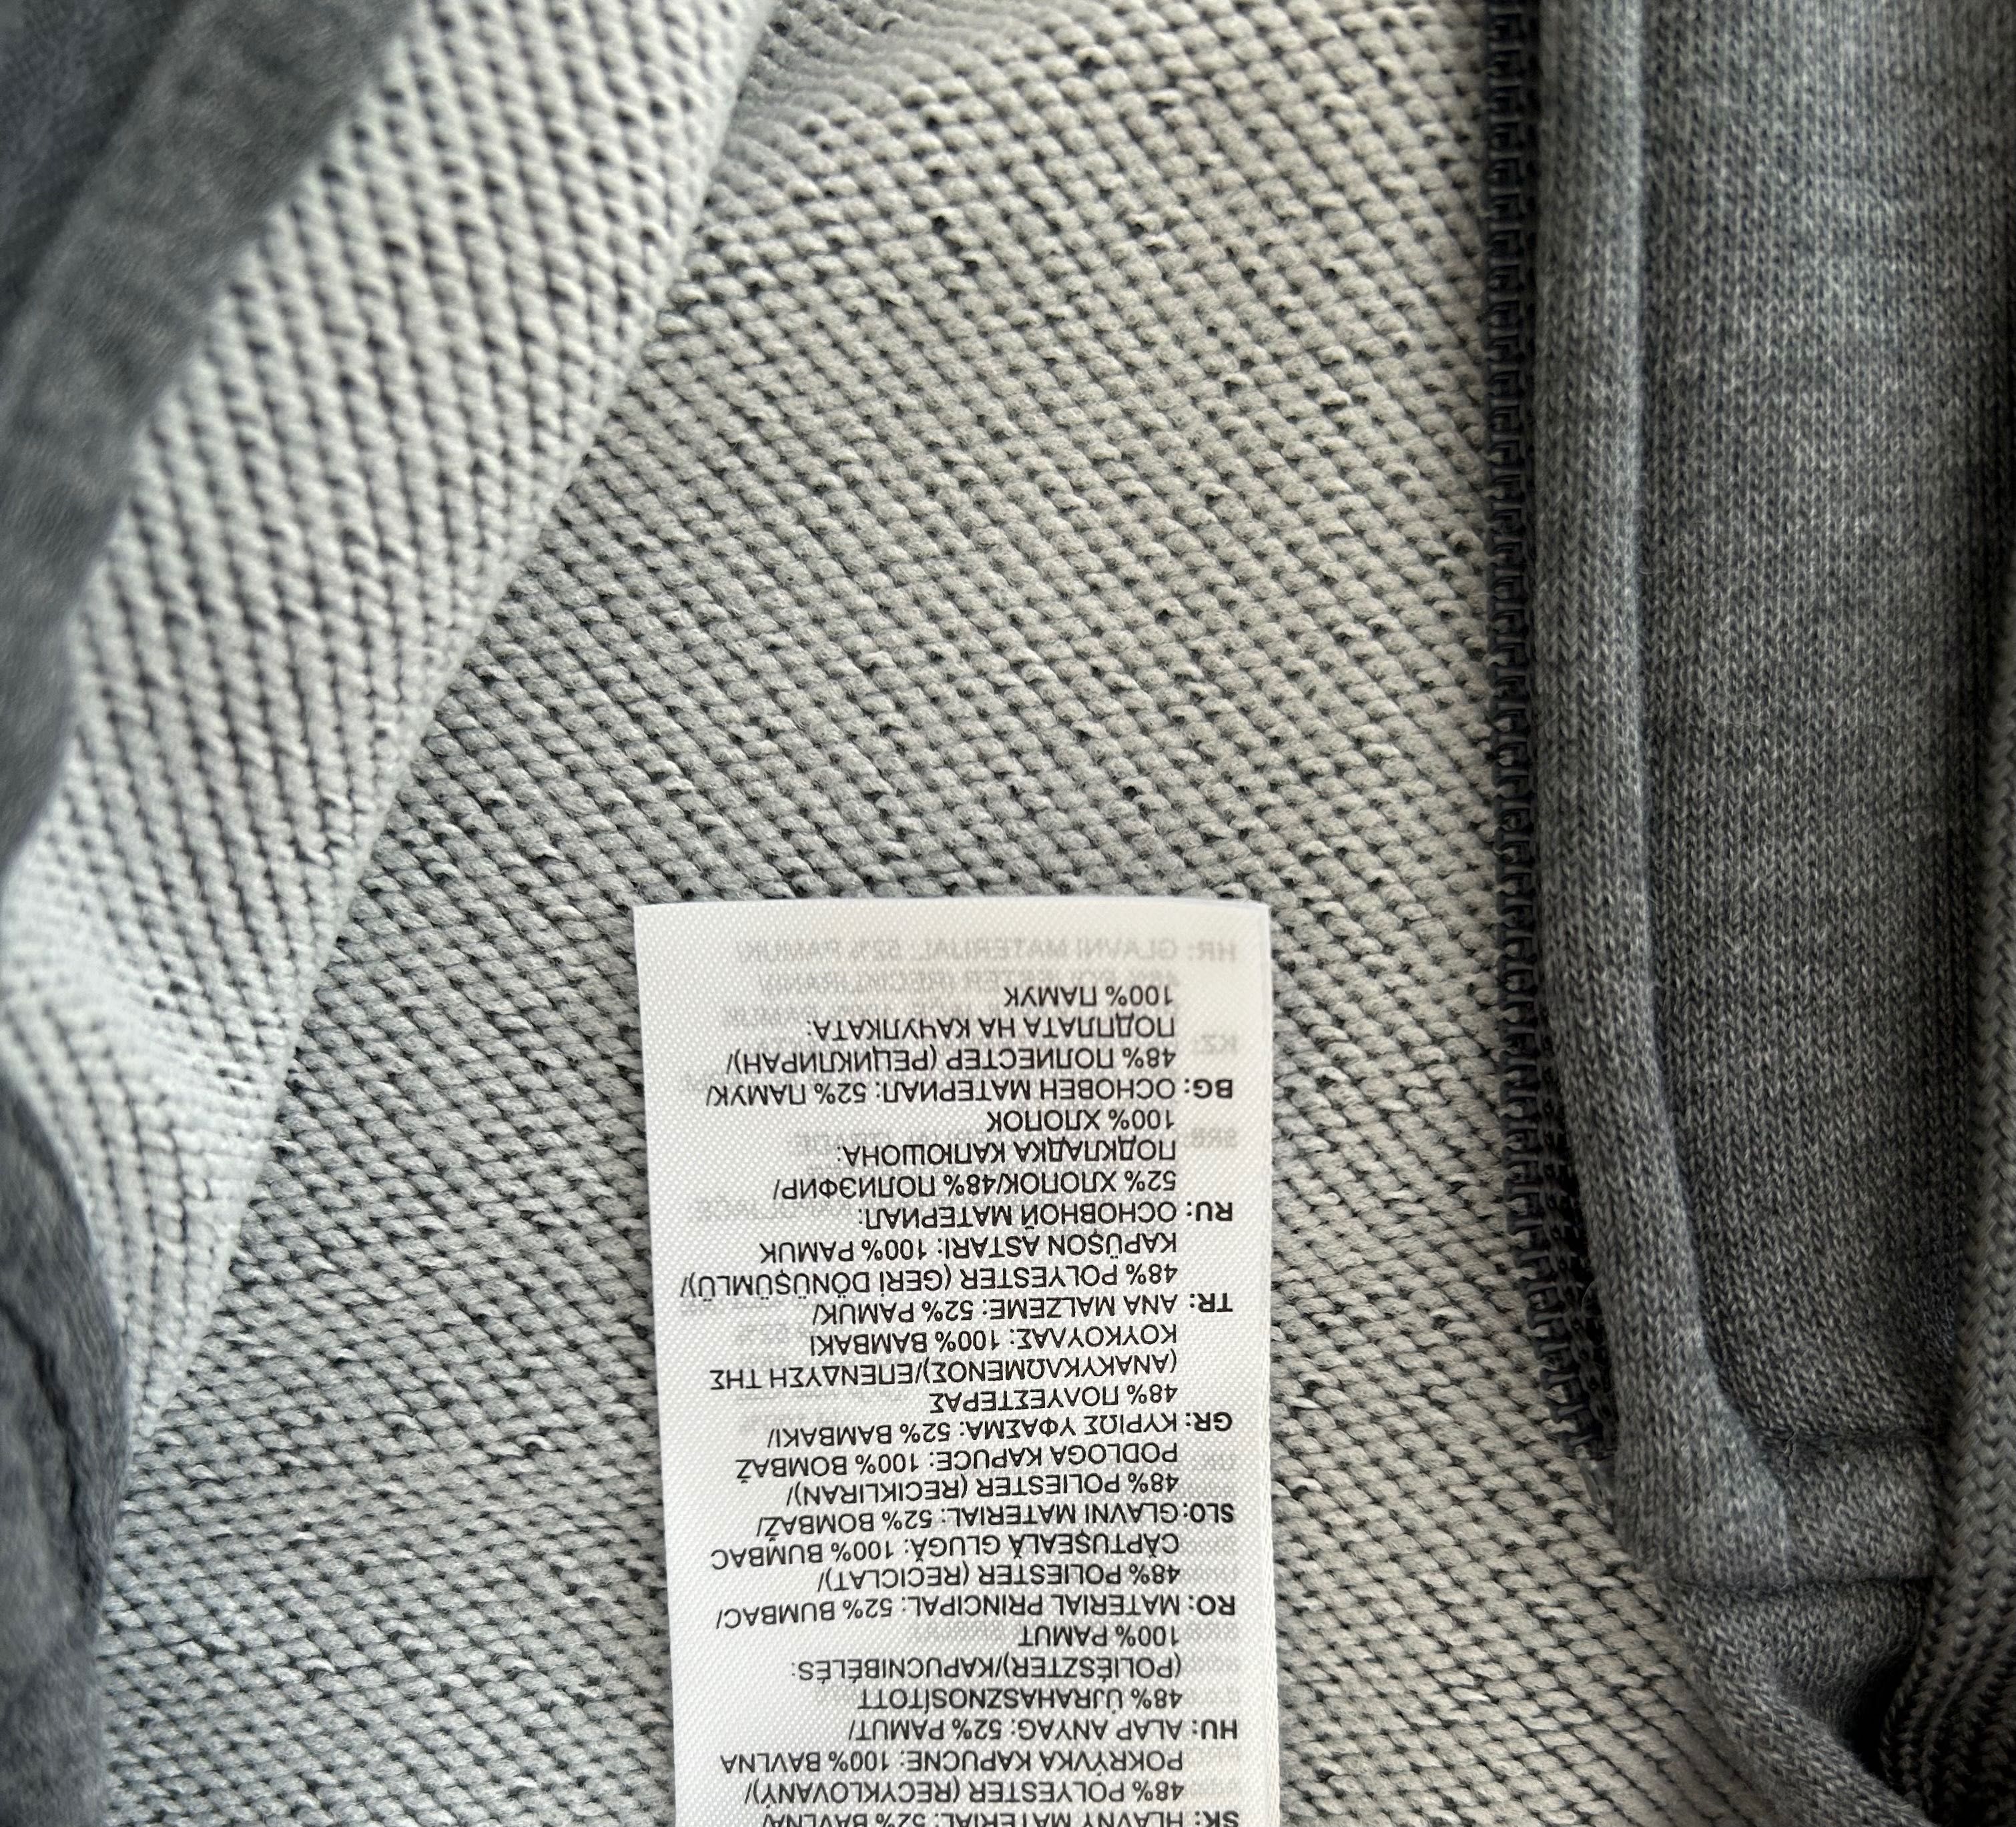 SK: HLAVNÝ MATERIAL: 52% BAVLNA/
48% POLYESTER (RECYKLOVANÝ)/
POKRÝVKA KAPUCNE: 100% BAVLNA
HU: ALAP ANYAG: 52% PAMUT/
48% ÚJRAHASZNOSÍTOTT
(POLIÉSZTER)/KAPUCNIBÉLÉS:
100% PAMUT
RO: MATERIAL PRINCIPAL: 52% BUMBAC/
48% POLIESTER (RECICLAT)/
CĂPTUȘEALĂ GLUGĂ: 100% BUMBAC
SLO: GLAVNI MATERIAL: 52% BOMBAŽ/
48% POLIESTER (RECIKLIRAN)/
PODLOGA KAPUCE: 100% BOMBAŽ
GR: ΚΥΡΙΩΣ ΥΦΑΣΜΑ: 52% ΒΑΜΒΑΚΙ/
48% ΠΟΛΥΕΣΤΕΡΑΣ
(ΑΝΑΚΥΚΛΩΜΕΝΟΣ)/ΕΠΕΝΔΥΣΗ ΤΗΣ
ΚΟΥΚΟΥΛΑΣ: 100% ΒΑΜΒΑΚΙ
TR: ANA MALZEME: 52% PAMUK/
48% POLYESTER (GERİ DÖNÜŞÜMLÜ)/
KAPÜŞON ASTARI: 100% PAMUK
RU: ОСНОВНОЙ МАТЕРИАЛ:
52% ХЛОПОК/48% ПОЛИЭФИР/
ПОДКЛАДКА КАПЮШОНА:
100% ХЛОПОК
BG: ОСНОВЕН МАТЕРИАЛ: 52% ПАМУК/
48% ПОЛИЕСТЕР (РЕЦИКЛИРАН)/
ПОДПЛАТА НА КАЧУЛКАТА:
100% ПАМУК